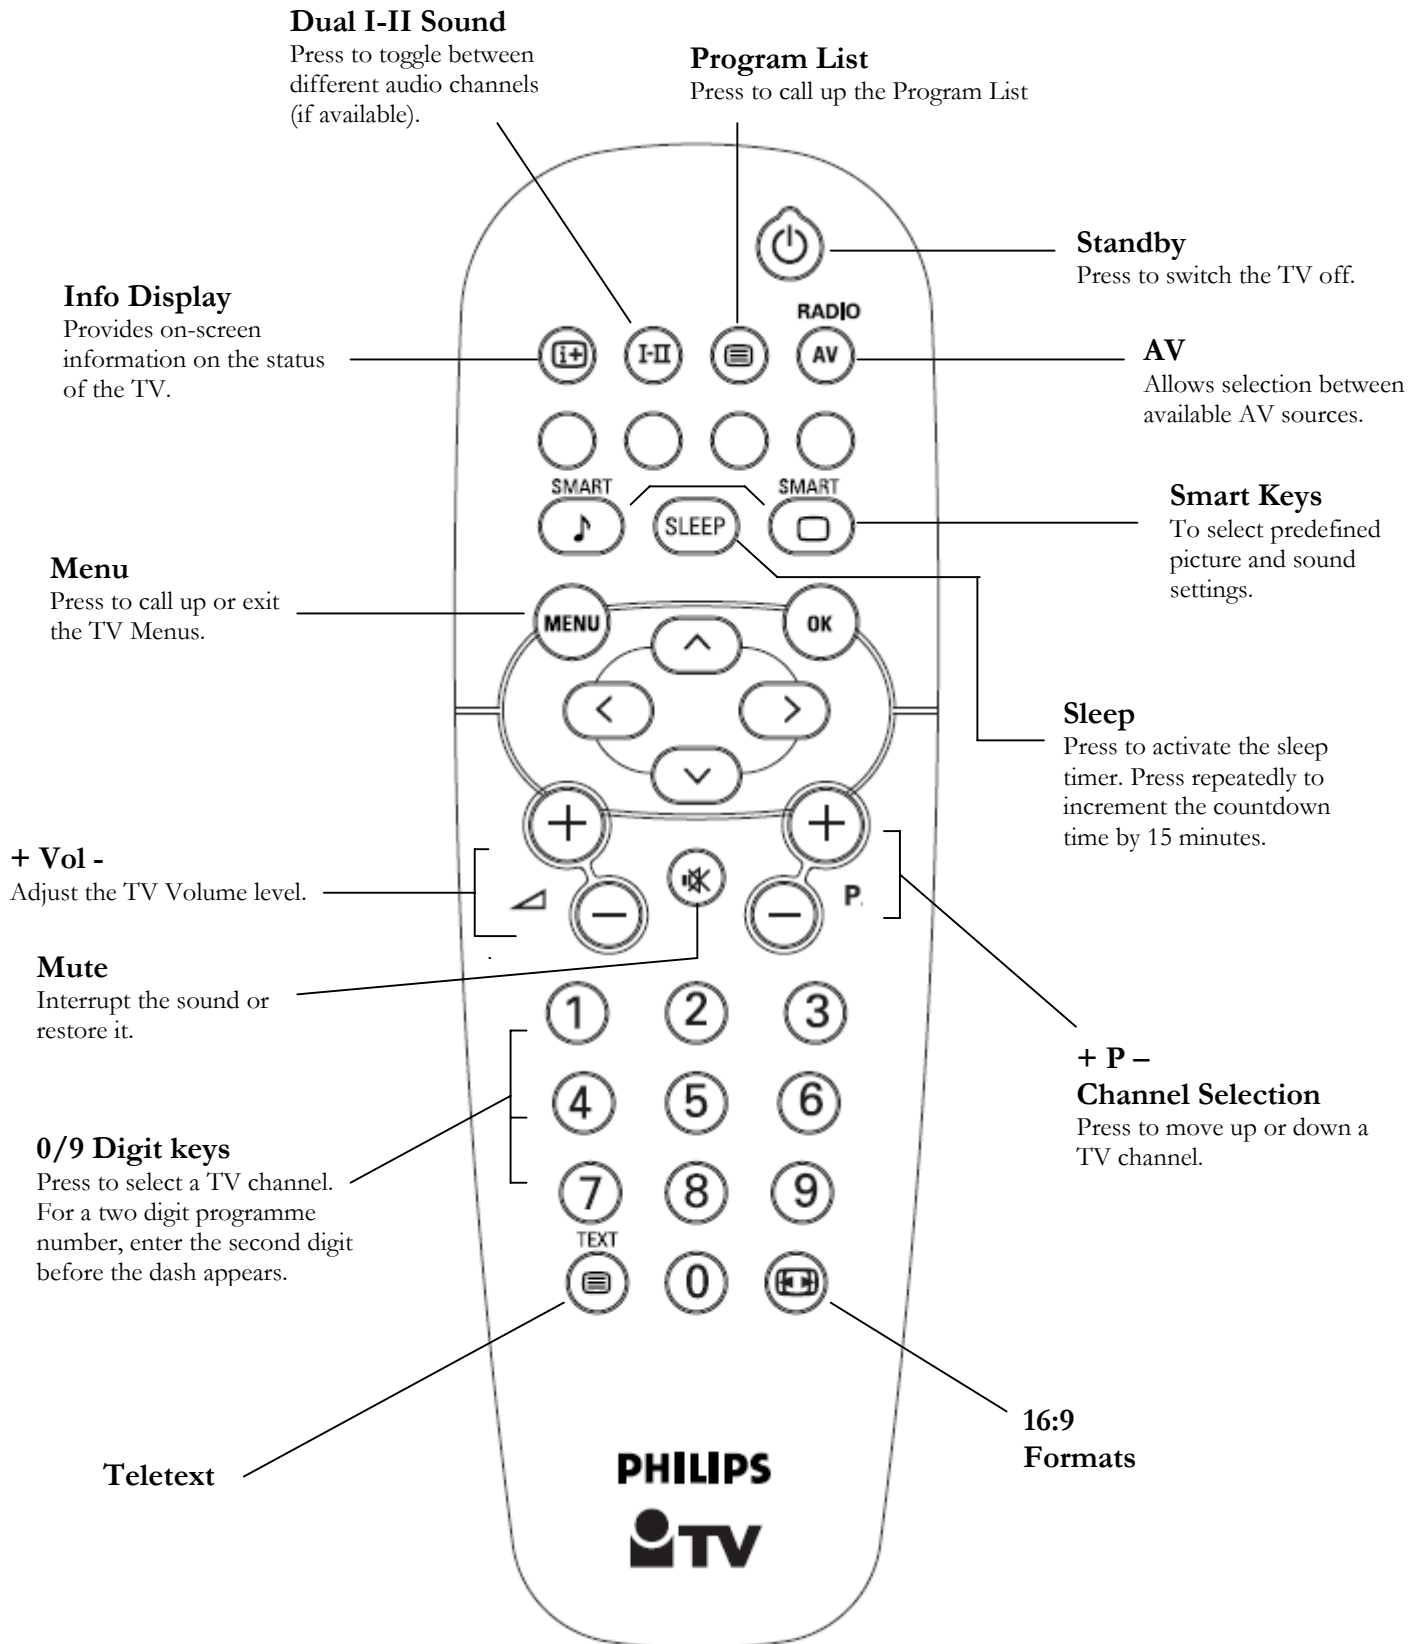 Dual I-II Sound
Press to toggle between
different audio channels
(if available).
Program List
Press to call up the Program List
Standby
Press to switch the TV off.
Info Display
Provides on-screen
information on the status
of the TV.
RADIO
i+
I-II
AV
AV
Allows selection between
available AV sources.
SMART
SMART
SLEEP
Smart Keys
To select predefined
picture and sound
settings.
Menu
Press to call up or exit
the TV Menus.
MENU
OK
Sleep
Press to activate the sleep
timer. Press repeatedly to
increment the countdown
time by 15 minutes.
+ Vol -
Adjust the TV Volume level.
+
+
−
−
P.
Mute
Interrupt the sound or
restore it.
1 2 3
+ P –
Channel Selection
Press to move up or down a
TV channel.
4 5 6
0/9 Digit keys
Press to select a TV channel.
For a two digit programme
number, enter the second digit
before the dash appears.
7 8 9
TEXT
0
16:9
Formats
Teletext
PHILIPS
TV